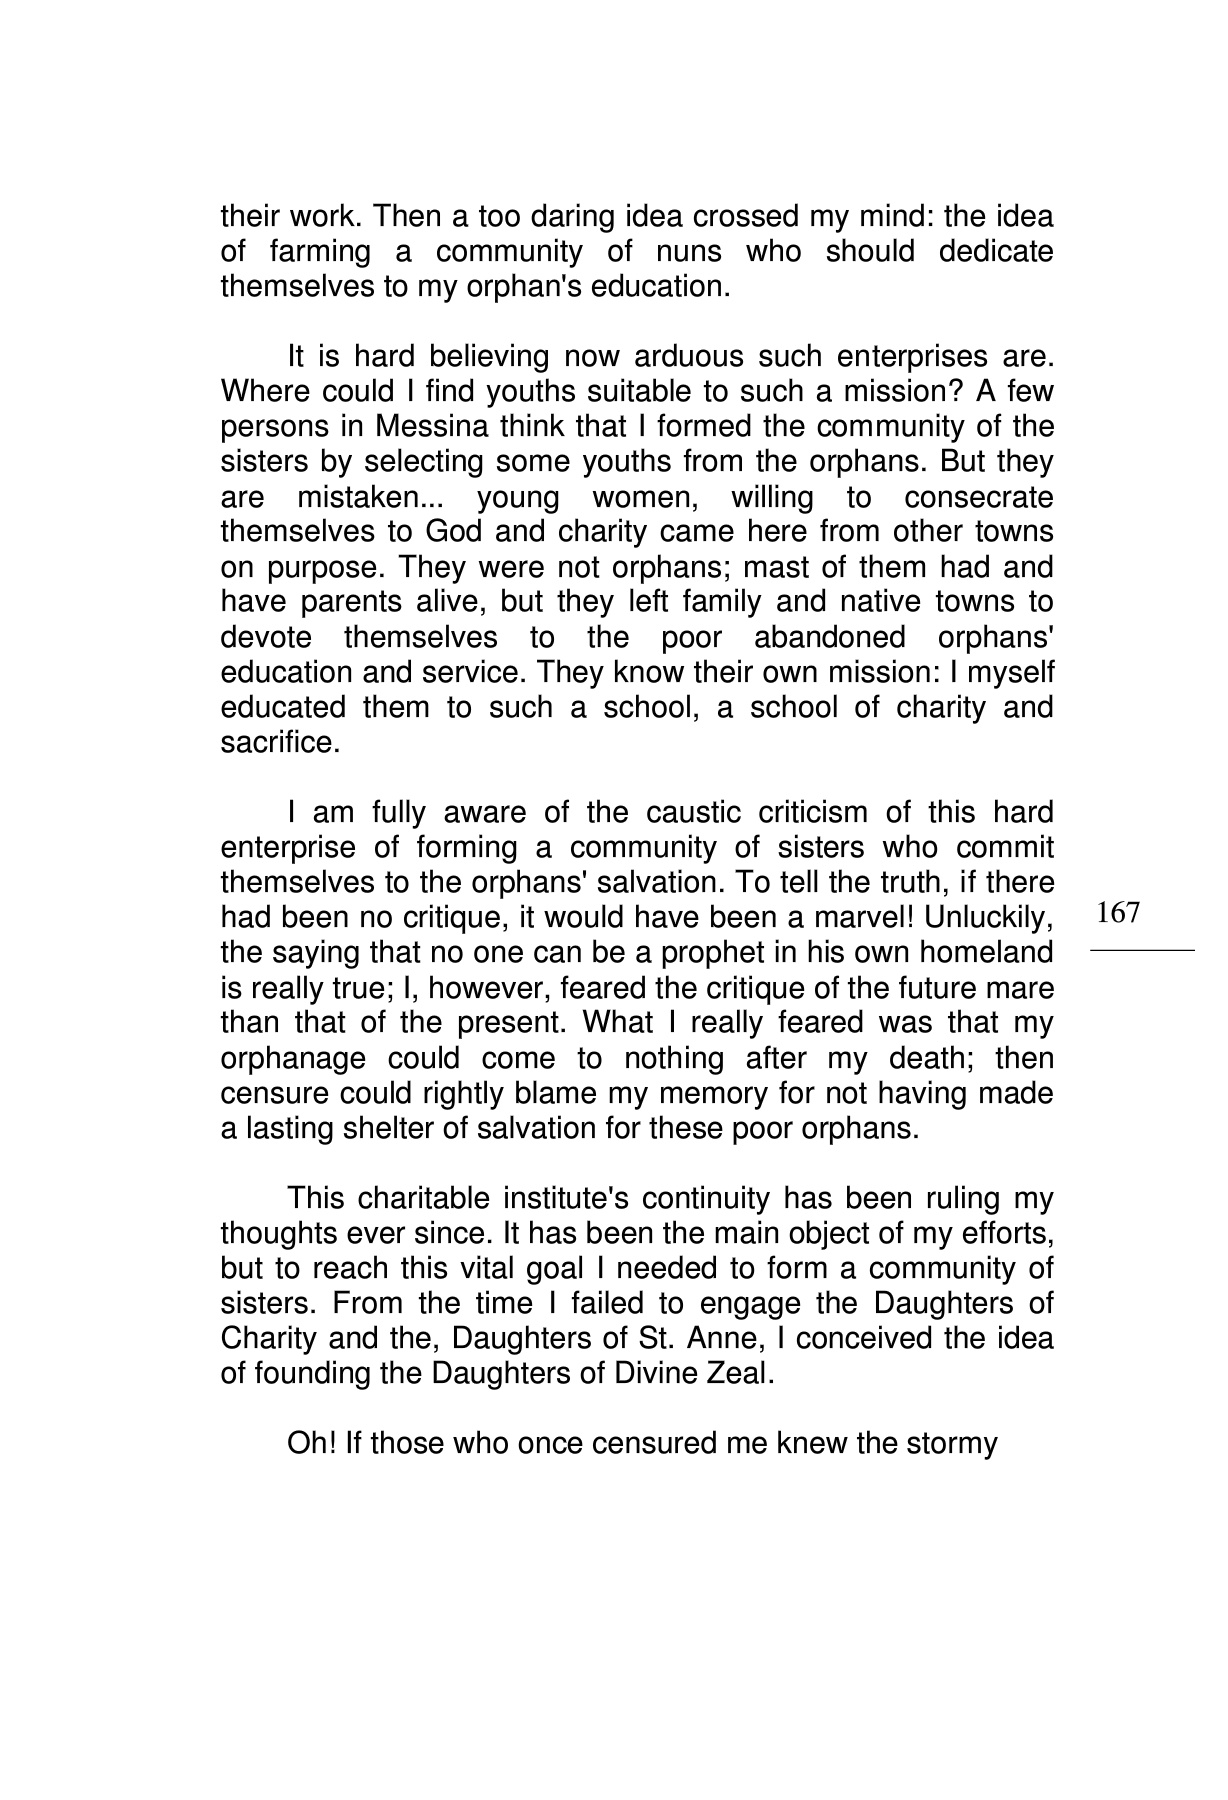 their work. Then a too daring idea crossed my mind: the idea
of farming a community of nuns who should dedicate
themselves to my orphan's education.
It is hard believing now arduous such enterprises are.
Where could I find youths suitable to such a mission? A few
persons in Messina think that I formed the community of the
sisters by selecting some youths from the orphans. But they
are mistaken... young women, willing to consecrate
themselves to God and charity came here from other towns
on purpose. They were not orphans; mast of them had and
have parents alive, but they left family and native towns to
devote themselves to the poor abandoned orphans'
education and service. They know their own mission: I myself
educated them to such a school, a school of charity and
sacrifice.
I am fully aware of the caustic criticism of this hard
enterprise of forming a community of sisters who commit
themselves to the orphans' salvation. To tell the truth, if there
had been no critique, it would have been a marvel! Unluckily,
the saying that no one can be a prophet in his own homeland
is really true; I, however, feared the critique of the future mare
than that of the present. What I really feared was that my
orphanage could come to nothing after my death; then
censure could rightly blame my memory for not having made
a lasting shelter of salvation for these poor orphans.
This charitable institute's continuity has been ruling my
thoughts ever since. It has been the main object of my efforts,
but to reach this vital goal I needed to form a community of
sisters. From the time I failed to engage the Daughters of
Charity and the, Daughters of St. Anne, I conceived the idea
of founding the Daughters of Divine Zeal.
Oh! If those who once censured me knew the stormy
167